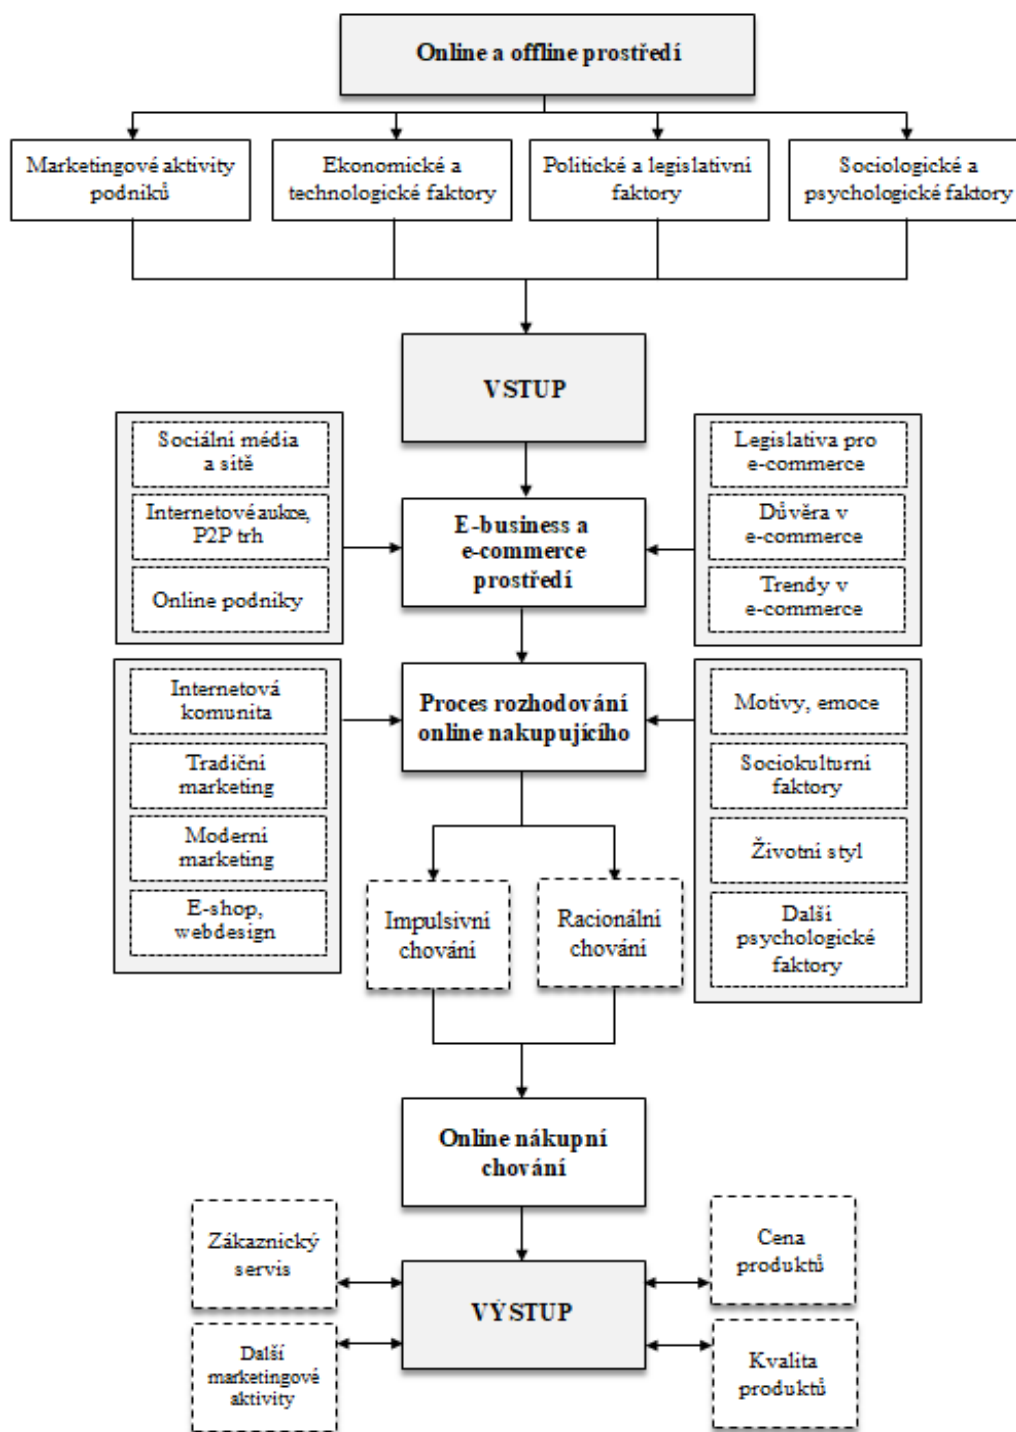 Online a offline prostředí
Marketingové aktivity
podniků
Ekonomické a
technologické faktory
Politické a legislativní
faktory
Sociologické a
psychologické faktory
VSTUP
Sociální média
a sítě
Internetové aukce,
P2P trh
Online podniky
E-business a
e-commerce
prostředí
Legislativa pro
e-commerce
Důvěra v
e-commerce
Trendy v
e-commerce
Internetová
komunita
Tradiční
marketing
Moderní
marketing
E-shop,
webdesign
Proces rozhodování
online nakupujícího
Motivy, emoce
Sociokulturní
faktory
Životní styl
Další
psychologické
faktory
Impulsivní
chování
Racionální
chování
Online nákupní
chování
Zákaznický
servis
Další
marketingové
aktivity
VÝSTUP
Cena
produktů
Kvalita
produktů